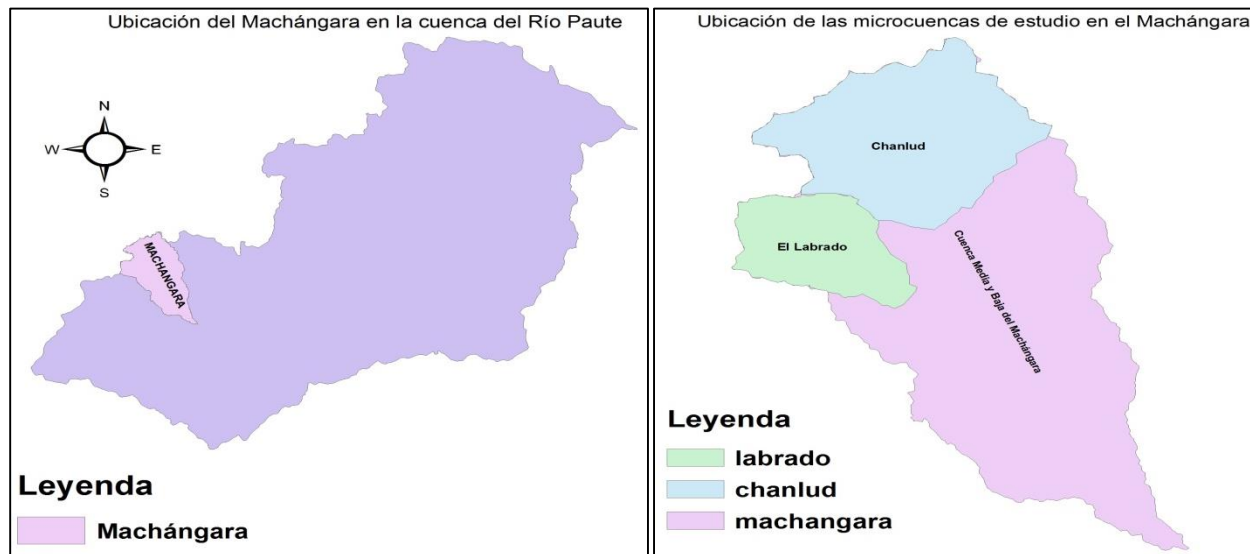 Ubicación del Machángara en la cuenca del Río Paute
N
W
E
S
MACHANGARA
Leyenda
Machángara
Ubicación de las microcuencas de estudio en el Machángara
Chanlud
El Labrado
Cuenca Media y Baja del Machángara
Leyenda
labrado
chanlud
machangara